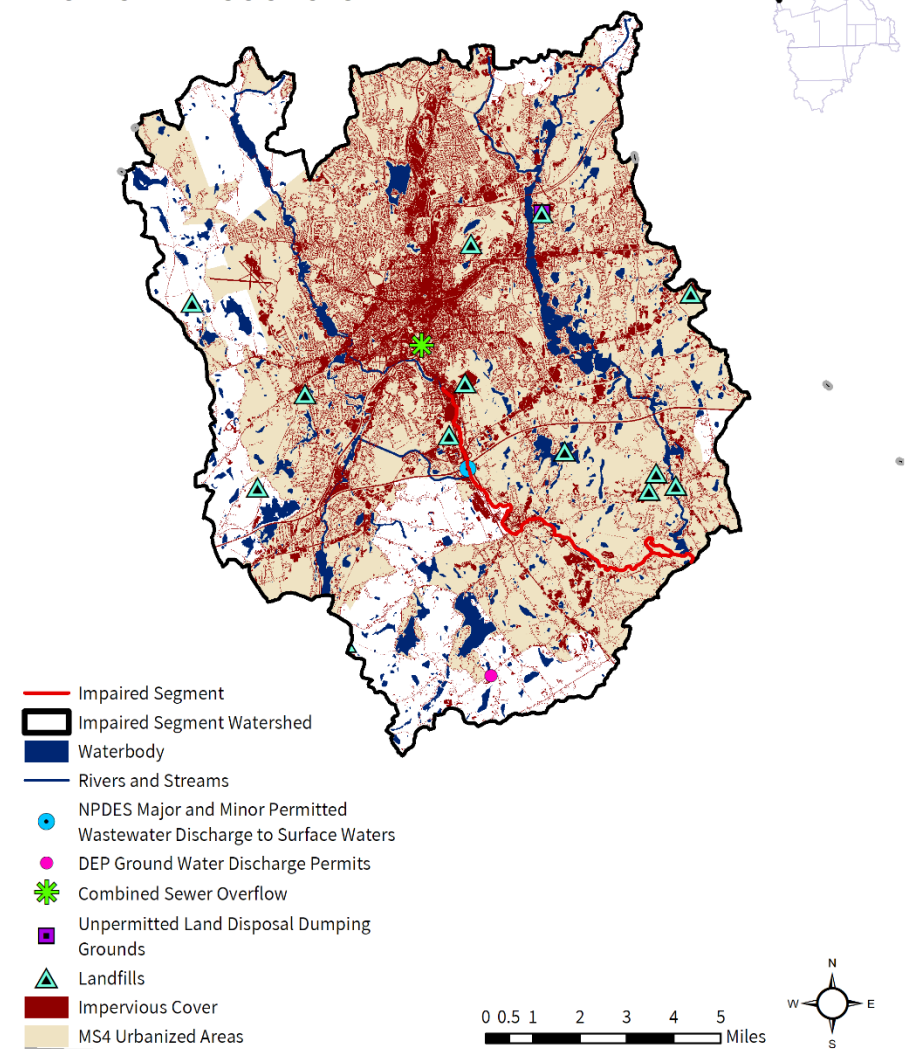 Impaired Segment
Impaired Segment Watershed
Waterbody
Rivers and Streams
NPDES Major and Minor Permitted
Wastewater Discharge to Surface Waters
DEP Ground Water Discharge Permits
Combined Sewer Overflow
Unpermitted Land Disposal Dumping
Grounds
Landfills
Impervious Cover
MS4 Urbanized Areas
0 0.5 1 2 3 4 5
Miles
N
W E
S